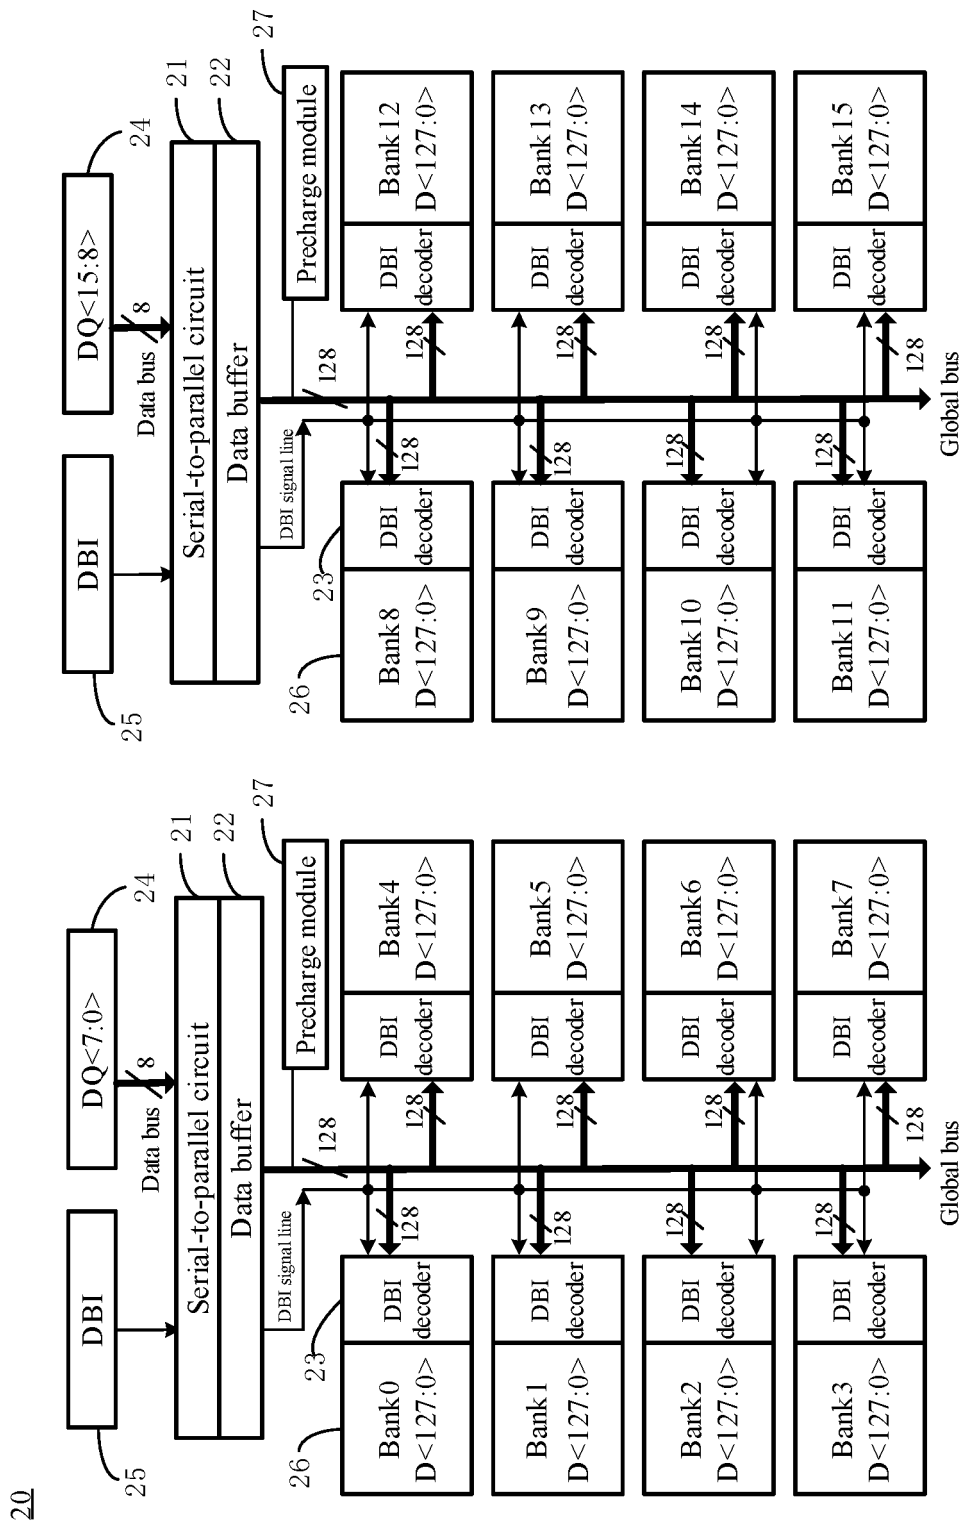 20
25
DBI
24
DQ<7:0>
Data bus
8
21
Serial-to-parallel circuit
22
Data buffer
DBI signal line
128
27
Precharge module
26
23
Bank0
D<127:0>
DBI
decoder
128
128
DBI
decoder
Bank4
D<127:0>
Bank1
D<127:0>
DBI
decoder
128
128
DBI
decoder
Bank5
D<127:0>
Bank2
D<127:0>
DBI
decoder
128
128
DBI
decoder
Bank6
D<127:0>
Bank3
D<127:0>
DBI
decoder
128
128
DBI
decoder
Bank7
D<127:0>
Global bus
25
DBI
24
DQ<15:8>
Data bus
8
21
Serial-to-parallel circuit
22
Data buffer
DBI signal line
128
27
Precharge module
26
23
Bank8
D<127:0>
DBI
decoder
128
128
DBI
decoder
Bank12
D<127:0>
Bank9
D<127:0>
DBI
decoder
128
128
DBI
decoder
Bank13
D<127:0>
Bank10
D<127:0>
DBI
decoder
128
128
DBI
decoder
Bank14
D<127:0>
Bank11
D<127:0>
DBI
decoder
128
128
DBI
decoder
Bank15
D<127:0>
Global bus